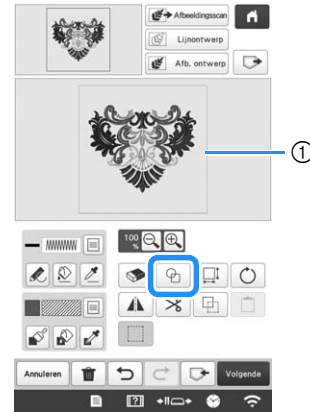 Afbeeldingsscan
Lijnontwerp
Afb. ontwerp
①
100
%
Annuleren
Volgende